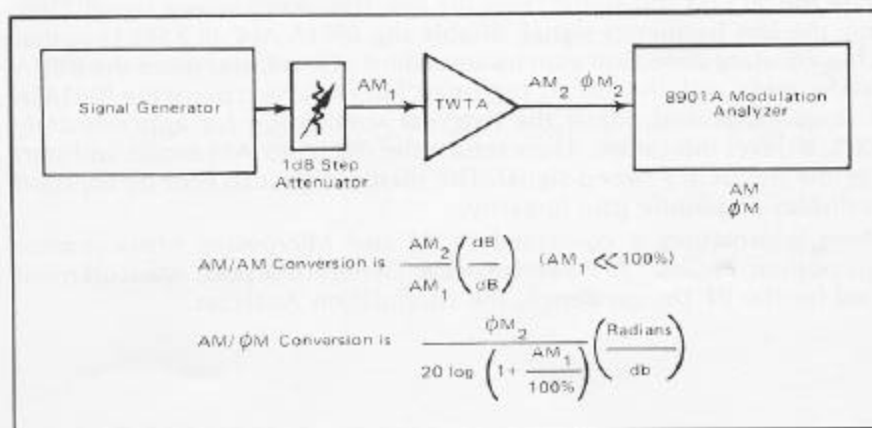 Signal Generator
1dB Step
Attenuator
AM₁
TWTA
AM₂ ϕM₂
8901A Modulation
Analyzer
AM
ϕM
AM/AM Conversion is AM₂/AM₁ (dB/dB) (AM₁ ≪ 100%)
AM/ϕM Conversion is ϕM₂ / 20 log (1 + AM₁/100%) (Radians/db)